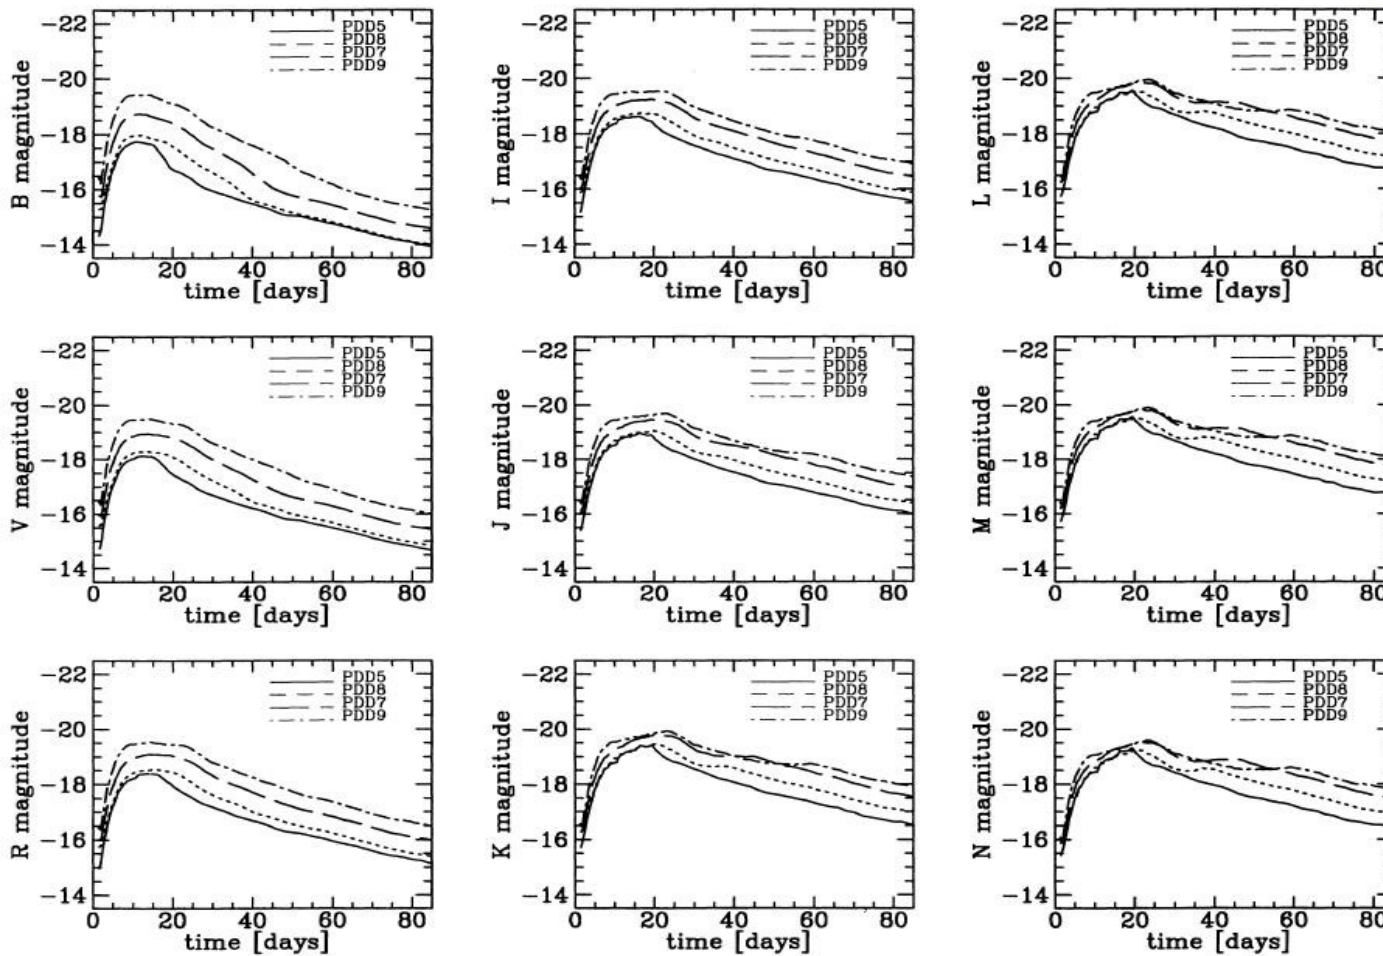 B magnitude
−22
−20
−18
−16
−14
PDD5
PDD8
PDD7
PDD9
0 20 40 60 80
time [days]
I magnitude
−22
−20
−18
−16
−14
PDD5
PDD8
PDD7
PDD9
0 20 40 60 80
time [days]
L magnitude
−22
−20
−18
−16
−14
PDD5
PDD8
PDD7
PDD9
0 20 40 60 80
time [days]
V magnitude
−22
−20
−18
−16
−14
PDD5
PDD8
PDD7
PDD9
0 20 40 60 80
time [days]
J magnitude
−22
−20
−18
−16
−14
PDD5
PDD8
PDD7
PDD9
0 20 40 60 80
time [days]
M magnitude
−22
−20
−18
−16
−14
PDD5
PDD8
PDD7
PDD9
0 20 40 60 80
time [days]
R magnitude
−22
−20
−18
−16
−14
PDD5
PDD8
PDD7
PDD9
0 20 40 60 80
time [days]
K magnitude
−22
−20
−18
−16
−14
PDD5
PDD8
PDD7
PDD9
0 20 40 60 80
time [days]
N magnitude
−22
−20
−18
−16
−14
PDD5
PDD8
PDD7
PDD9
0 20 40 60 80
time [days]